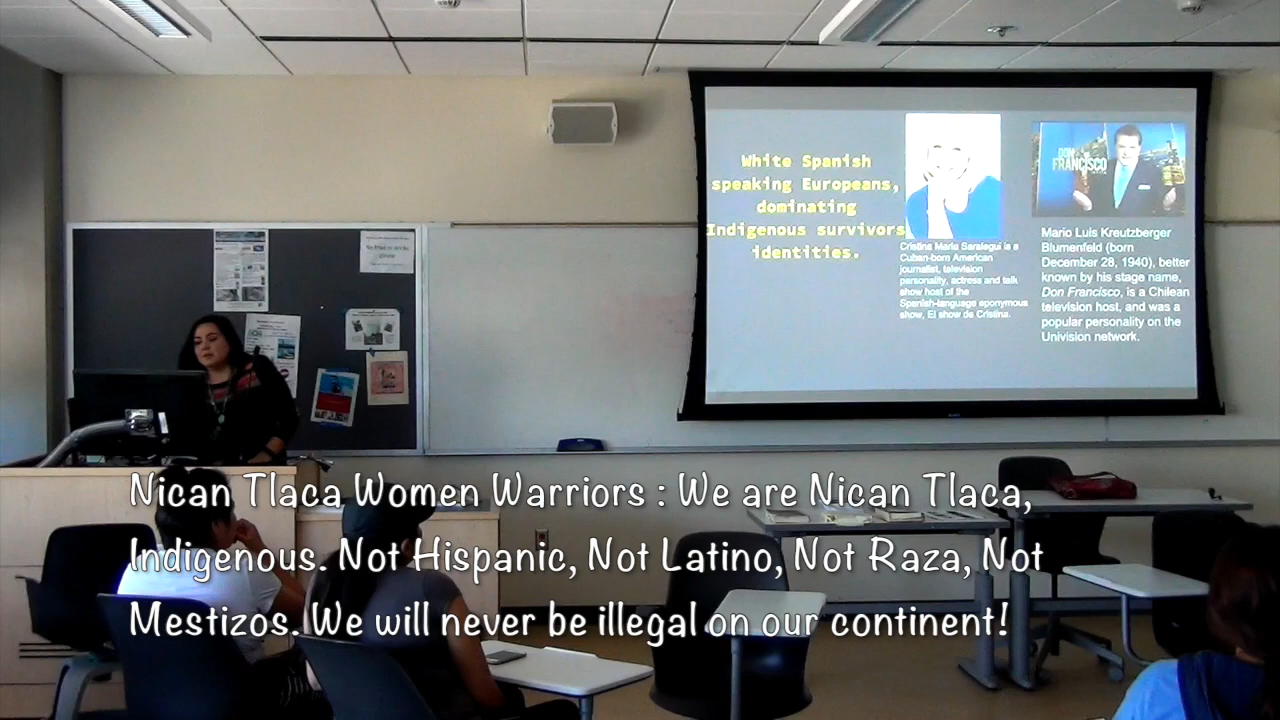 White Spanish
speaking Europeans,
dominating
Indigenous survivors
identities.
Cristina Maria Saralegui is a
Cuban-born American
journalist, television
personality, actress and talk
show host of the
Spanish-language eponymous
show, El show de Cristina.
DON
FRANCISCO
Mario Luis Kreutzberger
Blumenfeld (born
December 28, 1940), better
known by his stage name,
Don Francisco, is a Chilean
television host, and was a
popular personality on the
Univision network.
Nican Tlaca Women Warriors : We are Nican Tlaca,
Indigenous. Not Hispanic, Not Latino, Not Raza, Not
Mestizos. We will never be illegal on our continent!